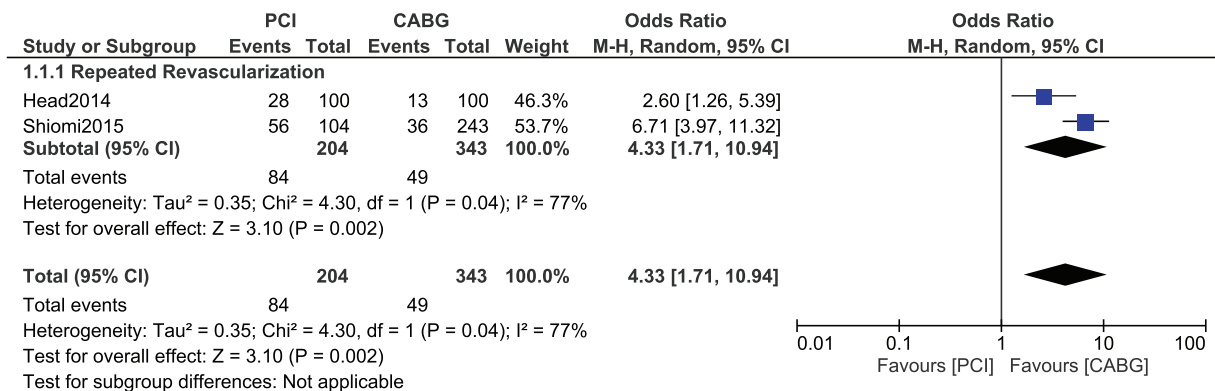 PCI CABG Odds Ratio Odds Ratio
Study or Subgroup Events Total Events Total Weight M-H, Random, 95% CI M-H, Random, 95% CI
1.1.1 Repeated Revascularization
Head2014 28 100 13 100 46.3% 2.60 [1.26, 5.39]
Shiomi2015 56 104 36 243 53.7% 6.71 [3.97, 11.32]
Subtotal (95% CI) 204 343 100.0% 4.33 [1.71, 10.94]
Total events 84 49
Heterogeneity: Tau² = 0.35; Chi² = 4.30, df = 1 (P = 0.04); I² = 77%
Test for overall effect: Z = 3.10 (P = 0.002)
Total (95% CI) 204 343 100.0% 4.33 [1.71, 10.94]
Total events 84 49
Heterogeneity: Tau² = 0.35; Chi² = 4.30, df = 1 (P = 0.04); I² = 77%
0.01 0.1 1 10 100
Test for overall effect: Z = 3.10 (P = 0.002)
Favours [PCI] Favours [CABG]
Test for subgroup differences: Not applicable